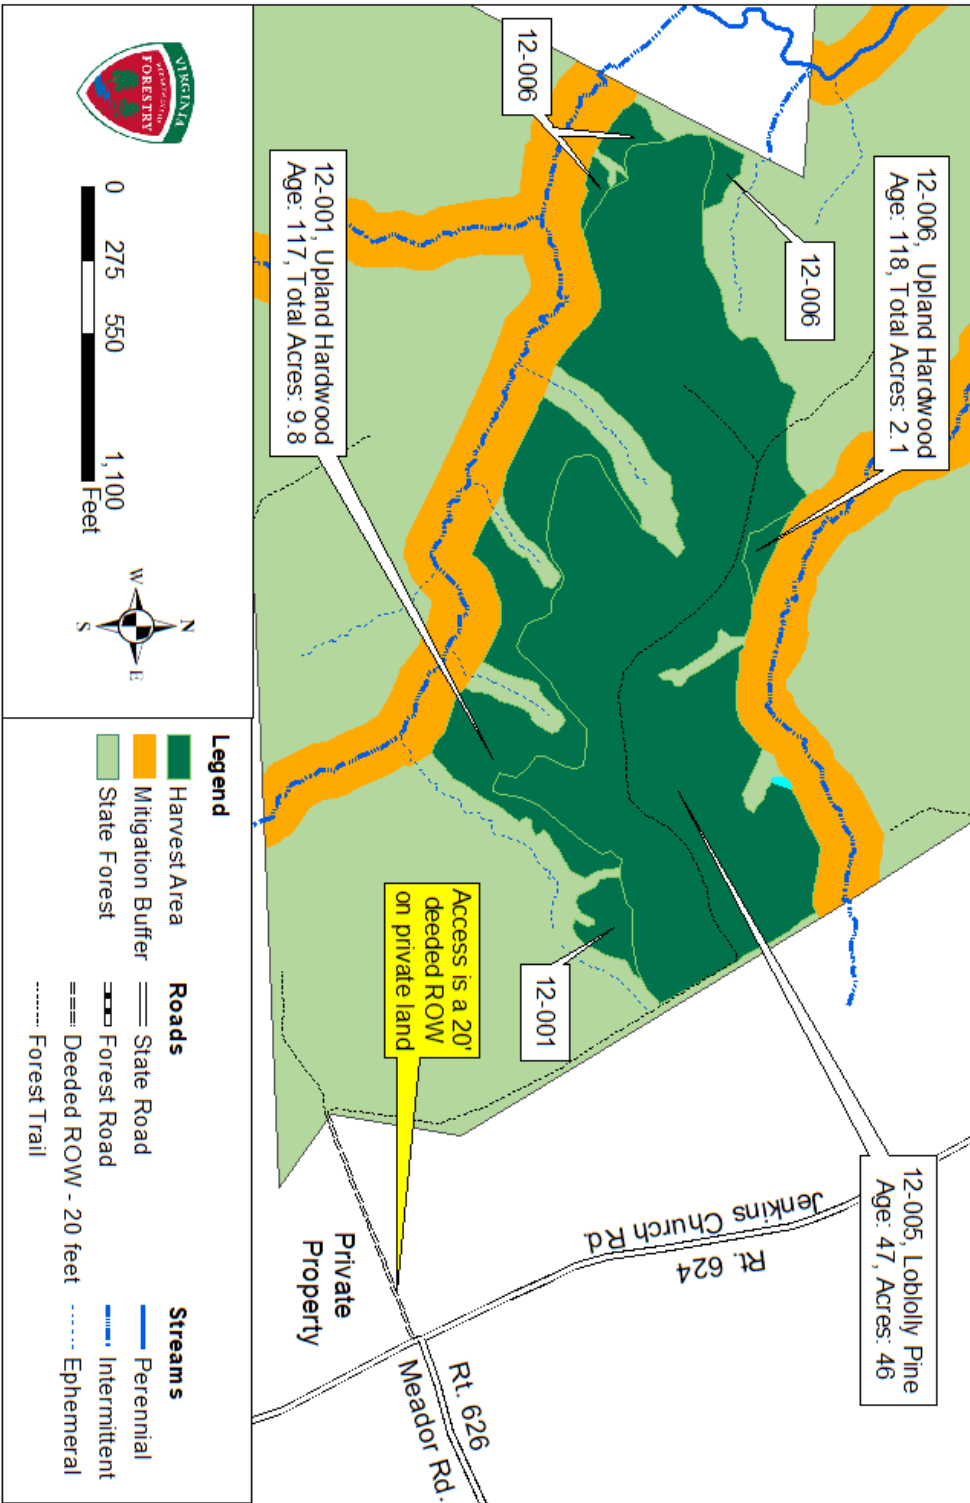 12-006
12-001, Upland Hardwood
Age: 117, Total Acres: 9.8
12-006
12-006,  Upland Hardwood
Age: 118, Total Acres: 2.1
12-005, Loblolly Pine
Age: 47, Acres: 46
12-001
Access is a 20'
deeded ROW
on private land
Jenkins Church Rd
Rt. 624
Private
Property
Rt. 626
Meador Rd.
VIRGINIA
DEPARTMENT OF
FORESTRY
0 275 550 1,100
Feet
N
W E
S
Legend
Harvest Area
Mitigation Buffer
State Forest
Roads
State Road
Forest Road
Deeded ROW - 20 feet
Forest Trail
Streams
Perennial
Intermittent
Ephemeral